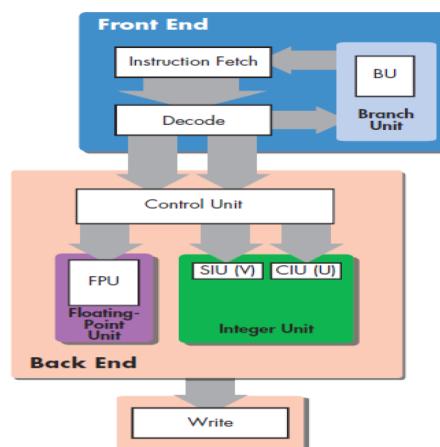 Front End
Instruction Fetch
BU
Branch
Unit
Decode
Control Unit
FPU
Floating-
Point
Unit
SIU (V)
CIU (U)
Integer Unit
Back End
Write